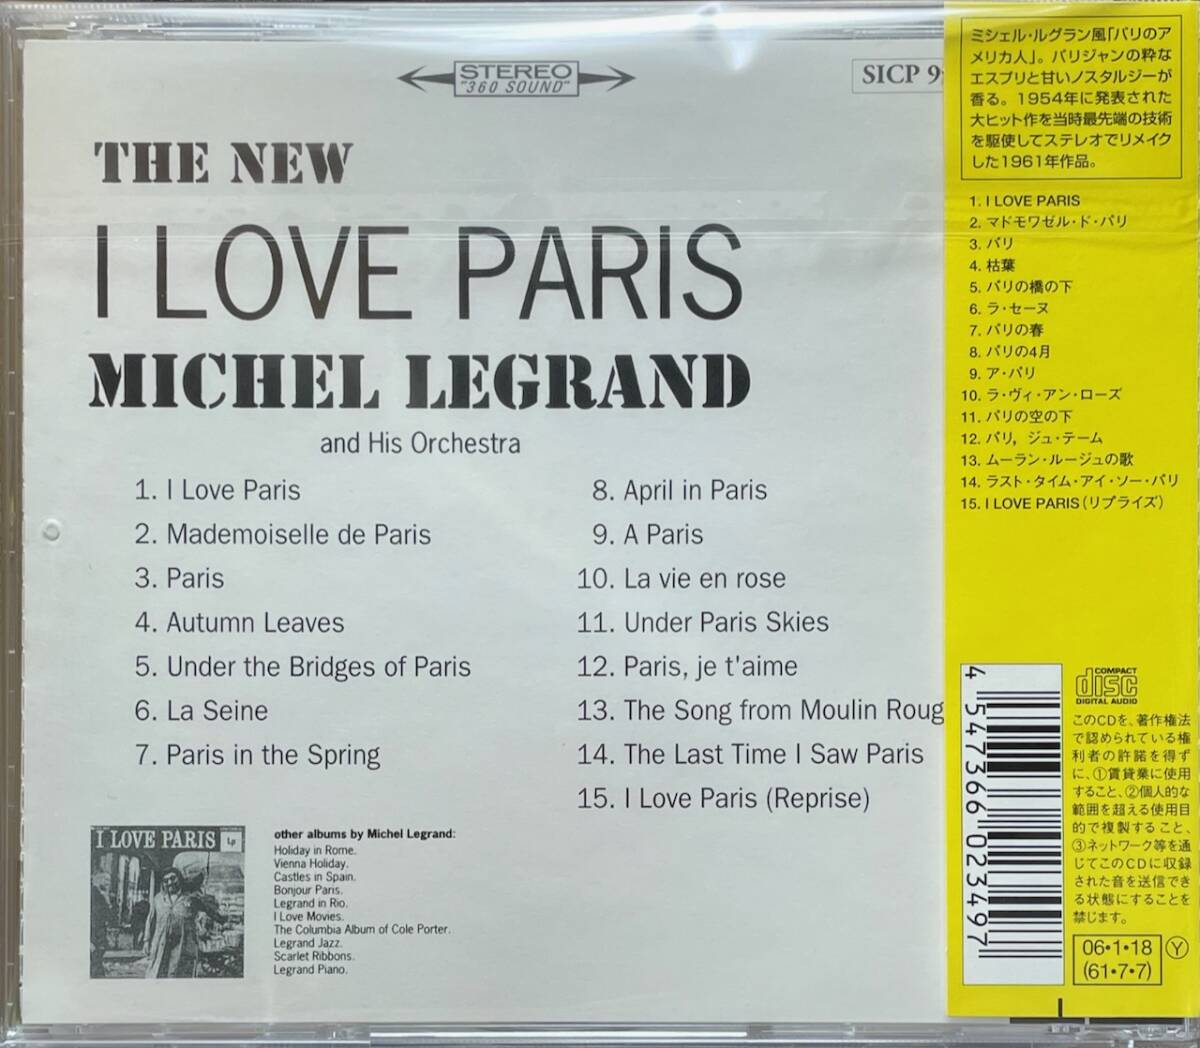 STEREO
"360 SOUND"
SICP 9
THE NEW
I LOVE PARIS
MICHEL LEGRAND
and His Orchestra
1. I Love Paris
2. Mademoiselle de Paris
3. Paris
4. Autumn Leaves
5. Under the Bridges of Paris
6. La Seine
7. Paris in the Spring
8. April in Paris
9. A Paris
10. La vie en rose
11. Under Paris Skies
12. Paris, je t'aime
13. The Song from Moulin Roug
14. The Last Time I Saw Paris
15. I Love Paris (Reprise)
I LOVE PARIS
Lp
other albums by Michel Legrand:
Holiday in Rome.
Vienna Holiday.
Castles in Spain.
Bonjour Paris.
Legrand in Rio.
I Love Movies.
The Columbia Album of Cole Porter.
Legrand Jazz.
Scarlet Ribbons.
Legrand Piano.
ミシェル・ルグラン風「パリのア
メリカ人」。パリジャンの粋な
エスプリと甘いノスタルジーが
香る。1954年に発表された
大ヒット作を当時最先端の技術
を駆使してステレオでリメイク
した1961年作品。
1. I LOVE PARIS
2. マドモワゼル・ド・パリ
3. パリ
4. 枯葉
5. パリの橋の下
6. ラ・セーヌ
7. パリの春
8. パリの4月
9. ア・パリ
10. ラ・ヴィ・アン・ローズ
11. パリの空の下
12. パリ，ジュ・テーム
13. ムーラン・ルージュの歌
14. ラスト・タイム・アイ・ソー・パリ
15. I LOVE PARIS（リプライズ）
4 547366 023497
COMPACT
disc
DIGITAL AUDIO
このCDを、著作権法
で認められている権
利者の許諾を得ず
に、①賃貸業に使用
すること、②個人的な
範囲を超える使用目
的で複製すること、
③ネットワーク等を通
じてこのCDに収録
された音を送信でき
る状態にすることを
禁じます。
06・1・18
(61・7・7)
Y